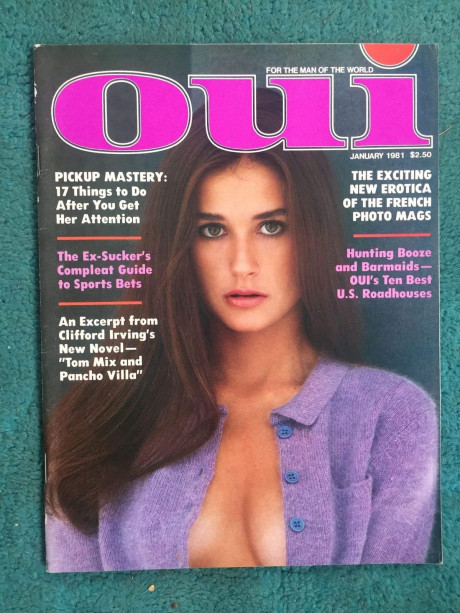 FOR THE MAN OF THE WORLD
oui
JANUARY 1981 $2.50
PICKUP MASTERY:
17 Things to Do
After You Get
Her Attention
The Ex-Sucker's
Compleat Guide
to Sports Bets
An Excerpt from
Clifford Irving's
New Novel—
"Tom Mix and
Pancho Villa"
THE EXCITING
NEW EROTICA
OF THE FRENCH
PHOTO MAGS
Hunting Booze
and Barmaids—
OUI's Ten Best
U.S. Roadhouses